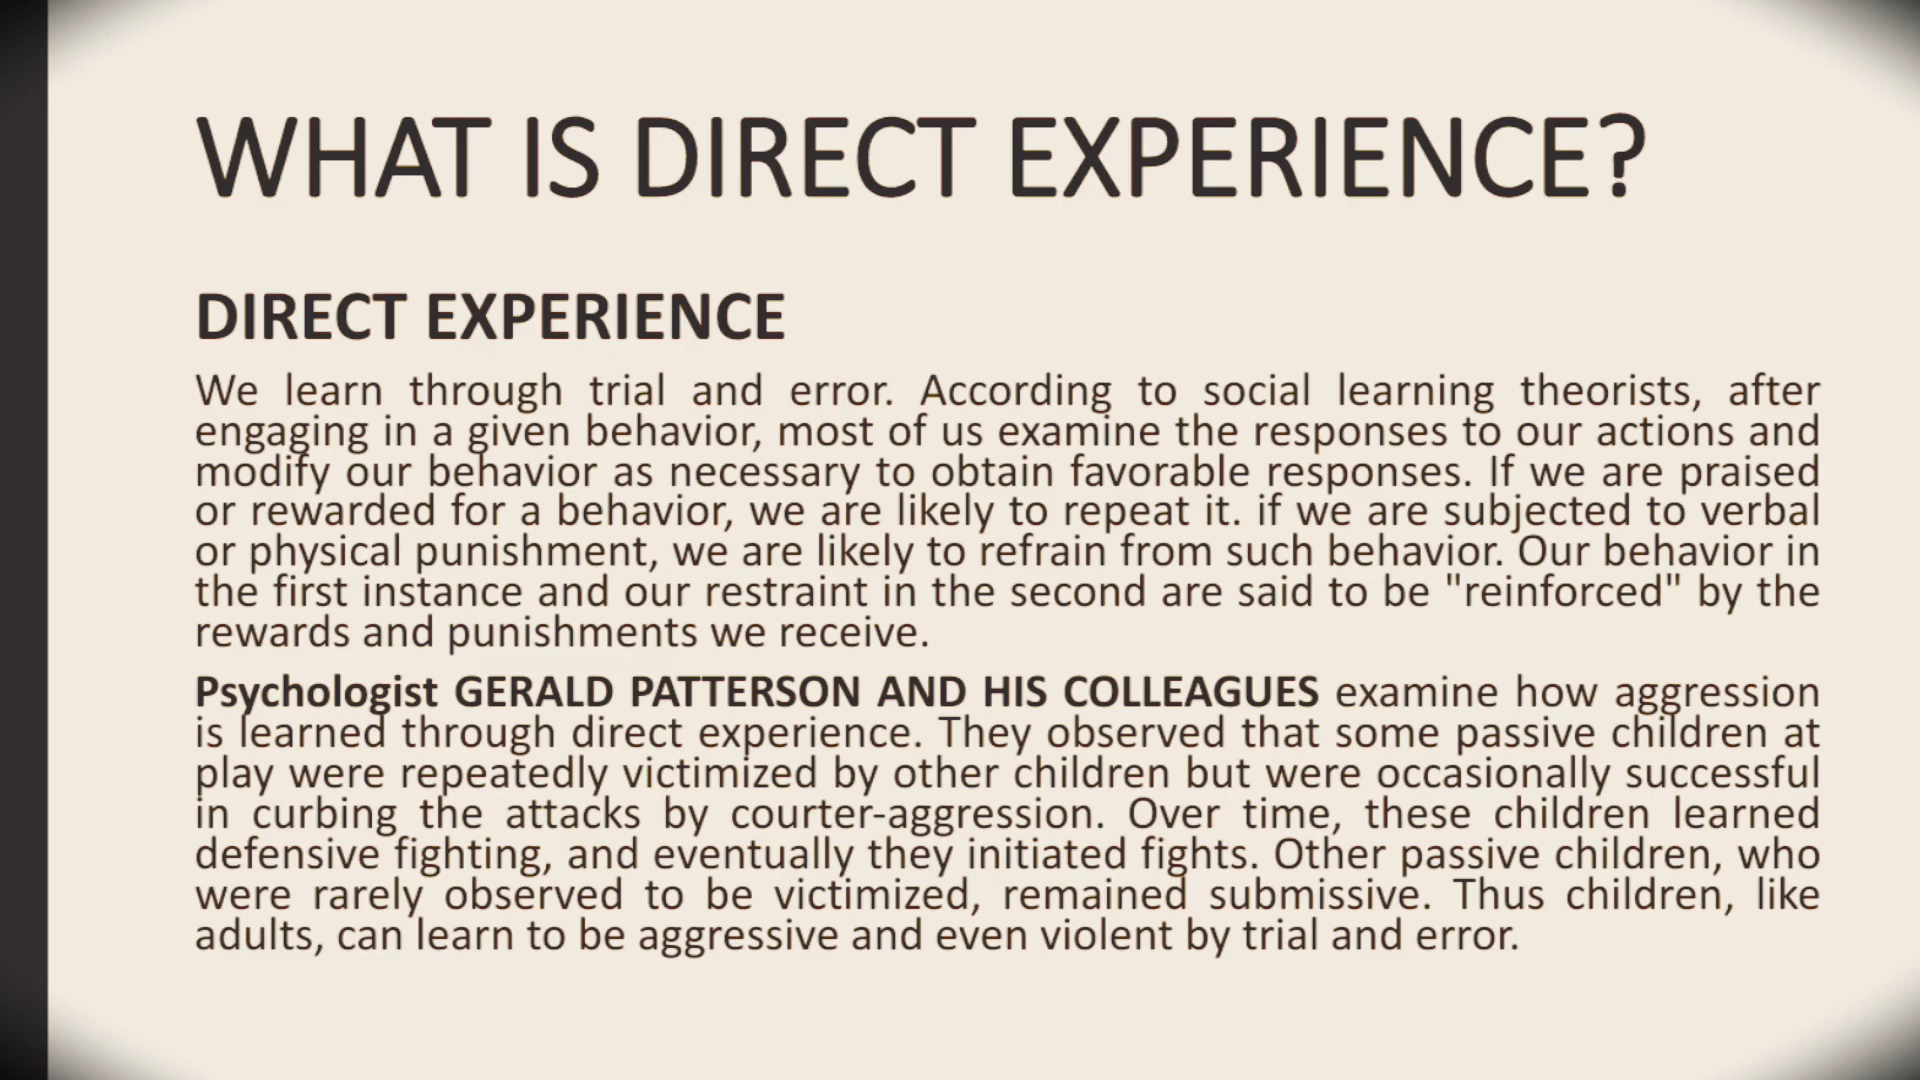 WHAT IS DIRECT EXPERIENCE?
DIRECT EXPERIENCE
We learn through trial and error. According to social learning theorists, after
engaging in a given behavior, most of us examine the responses to our actions and
modify our behavior as necessary to obtain favorable responses. If we are praised
or rewarded for a behavior, we are likely to repeat it. if we are subjected to verbal
or physical punishment, we are likely to refrain from such behavior. Our behavior in
the first instance and our restraint in the second are said to be "reinforced" by the
rewards and punishments we receive.
Psychologist GERALD PATTERSON AND HIS COLLEAGUES examine how aggression
is learned through direct experience. They observed that some passive children at
play were repeatedly victimized by other children but were occasionally successful
in curbing the attacks by courter-aggression. Over time, these children learned
defensive fighting, and eventually they initiated fights. Other passive children, who
were rarely observed to be victimized, remained submissive. Thus children, like
adults, can learn to be aggressive and even violent by trial and error.